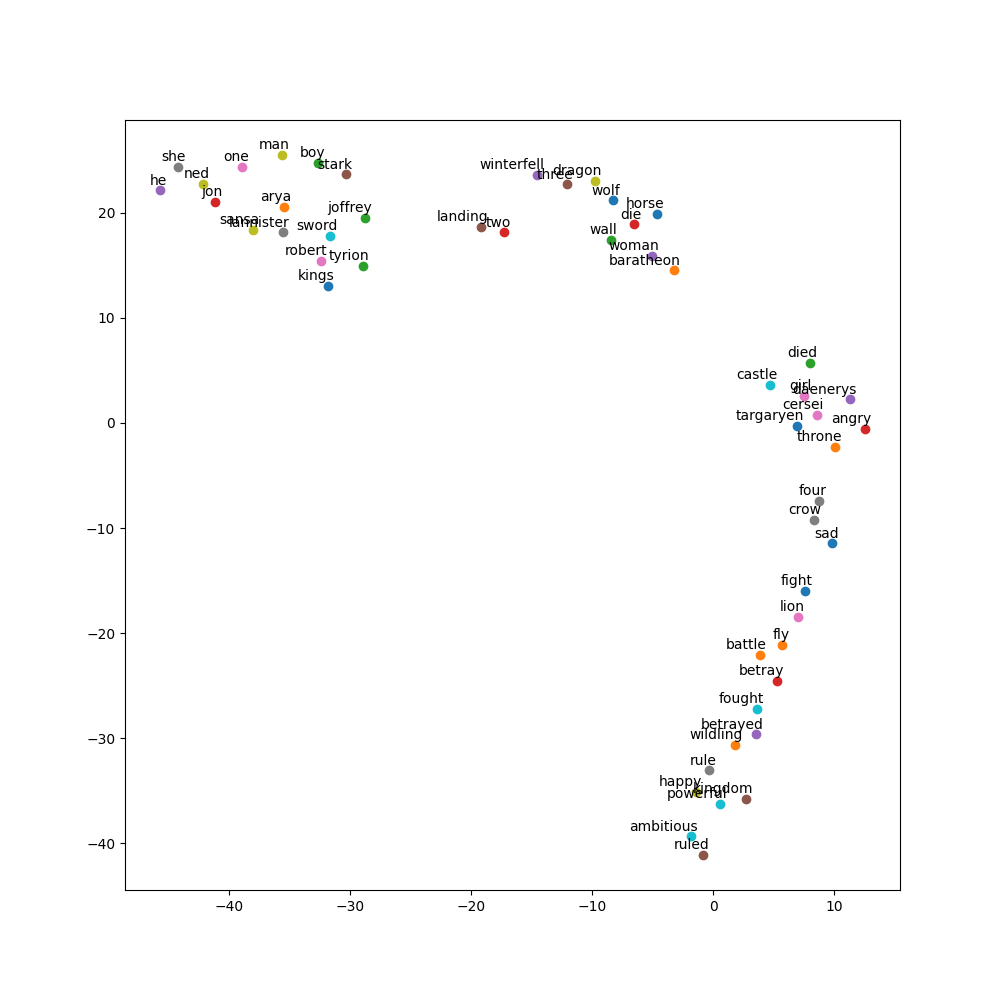 man
boy
she
one
stark
winterfell
dragon
three
ned
he
jon
wolf
arya
horse
joffrey
landing
die
two
sansa
lannister
sword
wall
woman
robert
tyrion
baratheon
kings
20
10
died
castle
girl
daenerys
cersei
targaryen
angry
0
throne
four
crow
−10
sad
fight
lion
−20
fly
battle
betray
fought
betrayed
−30
wildling
rule
happy
kingdom
powerful
ambitious
−40
ruled
−40 −30 −20 −10 0 10